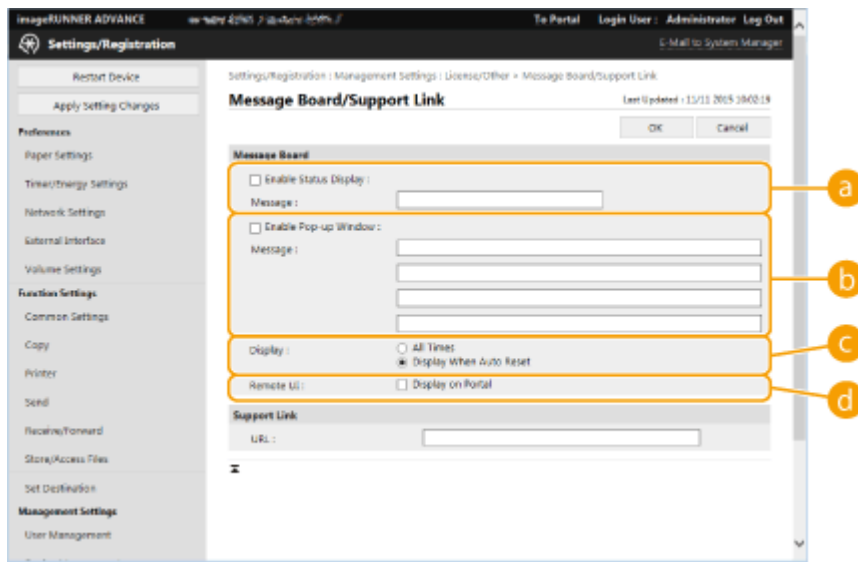 imageRUNNER ADVANCE
To Portal Login User : Administrator Log Out
Settings/Registration
E-Mail to System Manager
Restart Device
Apply Setting Changes
Preferences
Paper Settings
Timer/Energy Settings
Network Settings
External Interface
Volume Settings
Function Settings
Common Settings
Copy
Printer
Send
Receive/Forward
Store/Access Files
Set Destination
Management Settings
User Management
Settings/Registration : Management Settings : License/Other > Message Board/Support Link
Message Board/Support Link
Last Updated : 11/11 2015 10:02:19
OK Cancel
Message Board
Enable Status Display :
Message :
a
Enable Pop-up Window :
Message :
b
Display :
All Times
Display When Auto Reset
c
Remote UI :
Display on Portal
d
Support Link
URL :